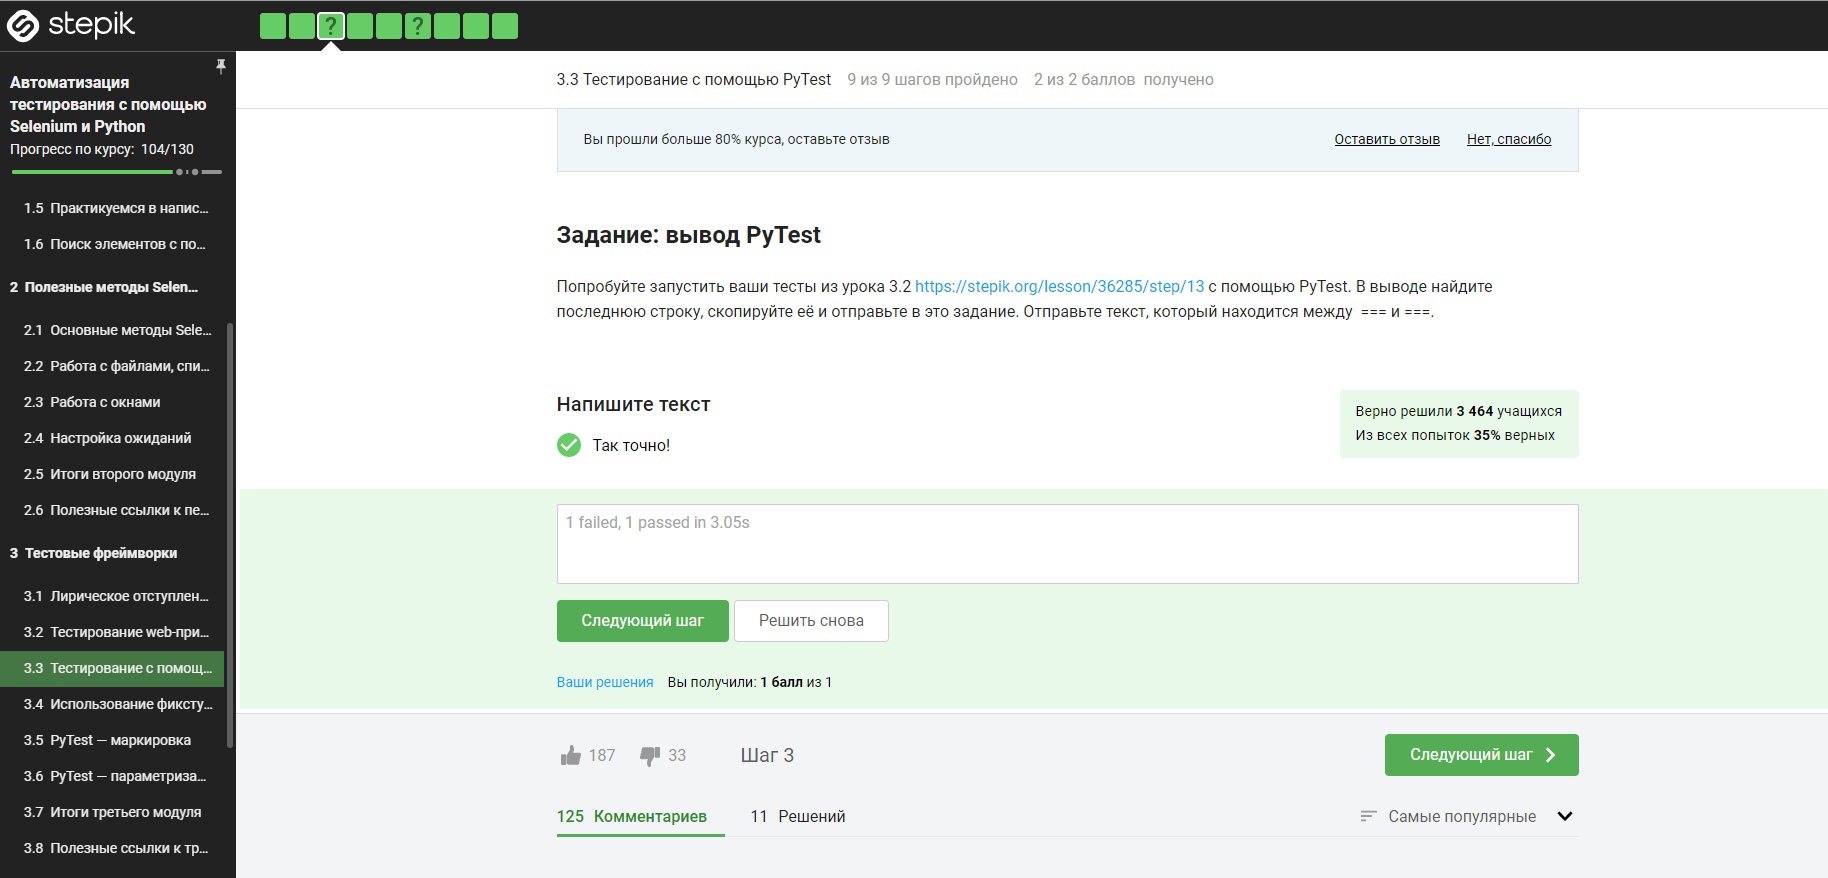 stepik
?
?
Автоматизация
тестирования с помощью
Selenium и Python
Прогресс по курсу: 104/130
1.5 Практикуемся в напис...
1.6 Поиск элементов с по...
2 Полезные методы Selen...
2.1 Основные методы Sele...
2.2 Работа с файлами, спи...
2.3 Работа с окнами
2.4 Настройка ожиданий
2.5 Итоги второго модуля
2.6 Полезные ссылки к пе...
3 Тестовые фреймворки
3.1 Лирическое отступлен...
3.2 Тестирование web-при...
3.3 Тестирование с помощ...
3.4 Использование фиксту...
3.5 PyTest — маркировка
3.6 PyTest — параметриза...
3.7 Итоги третьего модуля
3.8 Полезные ссылки к тр...
3.3 Тестирование с помощью PyTest 9 из 9 шагов пройдено 2 из 2 баллов получено
Вы прошли больше 80% курса, оставьте отзыв Оставить отзыв Нет, спасибо
Задание: вывод PyTest
Попробуйте запустить ваши тесты из урока 3.2 https://stepik.org/lesson/36285/step/13 с помощью PyTest. В выводе найдите
последнюю строку, скопируйте её и отправьте в это задание. Отправьте текст, который находится между === и ===.
Напишите текст
Так точно!
Верно решили 3 464 учащихся
Из всех попыток 35% верных
1 failed, 1 passed in 3.05s
Следующий шаг Решить снова
Ваши решения Вы получили: 1 балл из 1
187 33 Шаг 3 Следующий шаг
125 Комментариев 11 Решений Самые популярные